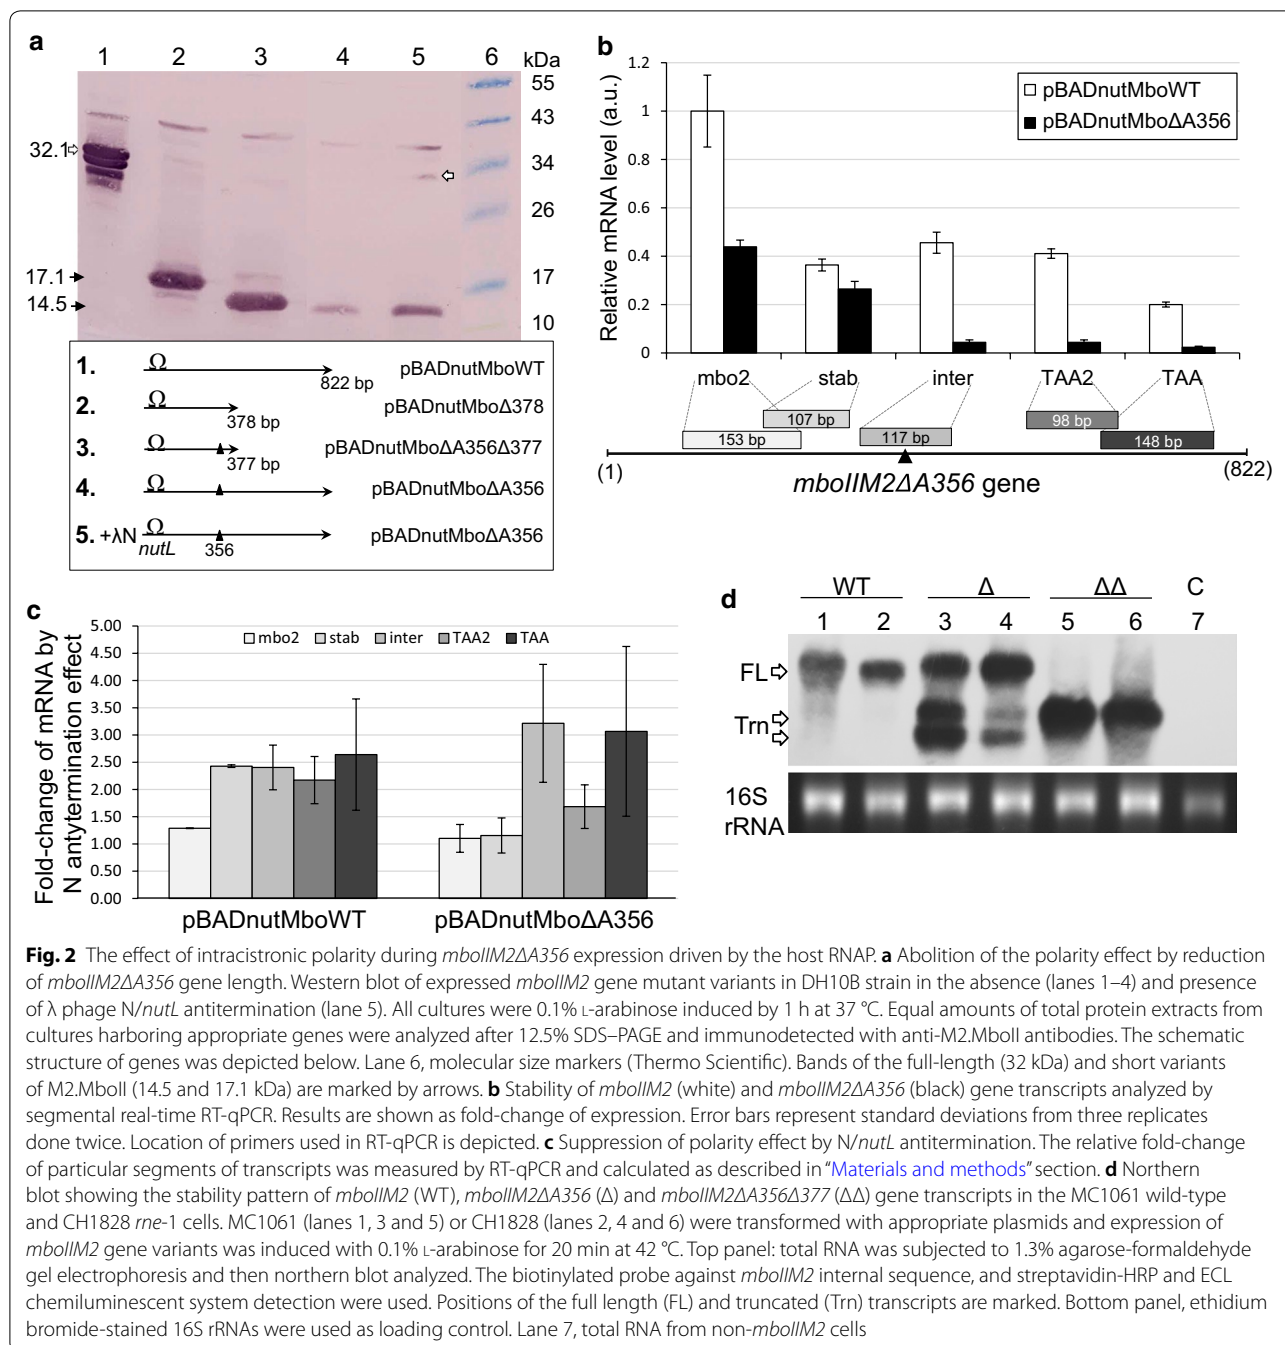 a
1 2 3 4 5 6 kDa
55
43
32.1
34
26
17.1
17
14.5
10
1. Ω 822 bp pBADnutMboWT
2. Ω 378 bp pBADnutMboΔ378
3. Ω 377 bp pBADnutMboΔA356Δ377
4. Ω pBADnutMboΔA356
5. +λN Ω nutL 356 pBADnutMboΔA356
b
Relative mRNA level (a.u.)
1.2
1
0.8
0.6
0.4
0.2
0
pBADnutMboWT
pBADnutMboΔA356
mbo2 stab inter TAA2 TAA
107 bp 98 bp
153 bp 117 bp 148 bp
(1) (822)
mboIIM2ΔA356 gene
c
Fold-change of mRNA by
N antytermination effect
5.00
4.50
4.00
3.50
3.00
2.50
2.00
1.50
1.00
0.50
0.00
mbo2 stab inter TAA2 TAA
pBADnutMboWT pBADnutMboΔA356
d
WT Δ ΔΔ C
1 2 3 4 5 6 7
FL
Trn
16S
rRNA
Fig. 2 The effect of intracistronic polarity during mboIIM2ΔA356 expression driven by the host RNAP. a Abolition of the polarity effect by reduction
of mboIIM2ΔA356 gene length. Western blot of expressed mboIIM2 gene mutant variants in DH10B strain in the absence (lanes 1–4) and presence
of λ phage N/nutL antitermination (lane 5). All cultures were 0.1% L-arabinose induced by 1 h at 37 °C. Equal amounts of total protein extracts from
cultures harboring appropriate genes were analyzed after 12.5% SDS–PAGE and immunodetected with anti-M2.MboII antibodies. The schematic
structure of genes was depicted below. Lane 6, molecular size markers (Thermo Scientific). Bands of the full-length (32 kDa) and short variants
of M2.MboII (14.5 and 17.1 kDa) are marked by arrows. b Stability of mboIIM2 (white) and mboIIM2ΔA356 (black) gene transcripts analyzed by
segmental real-time RT-qPCR. Results are shown as fold-change of expression. Error bars represent standard deviations from three replicates
done twice. Location of primers used in RT-qPCR is depicted. c Suppression of polarity effect by N/nutL antitermination. The relative fold-change
of particular segments of transcripts was measured by RT-qPCR and calculated as described in “Materials and methods” section. d Northern
blot showing the stability pattern of mboIIM2 (WT), mboIIM2ΔA356 (Δ) and mboIIM2ΔA356Δ377 (ΔΔ) gene transcripts in the MC1061 wild-type
and CH1828 rne-1 cells. MC1061 (lanes 1, 3 and 5) or CH1828 (lanes 2, 4 and 6) were transformed with appropriate plasmids and expression of
mboIIM2 gene variants was induced with 0.1% L-arabinose for 20 min at 42 °C. Top panel: total RNA was subjected to 1.3% agarose-formaldehyde
gel electrophoresis and then northern blot analyzed. The biotinylated probe against mboIIM2 internal sequence, and streptavidin-HRP and ECL
chemiluminescent system detection were used. Positions of the full length (FL) and truncated (Trn) transcripts are marked. Bottom panel, ethidium
bromide-stained 16S rRNAs were used as loading control. Lane 7, total RNA from non-mboIIM2 cells